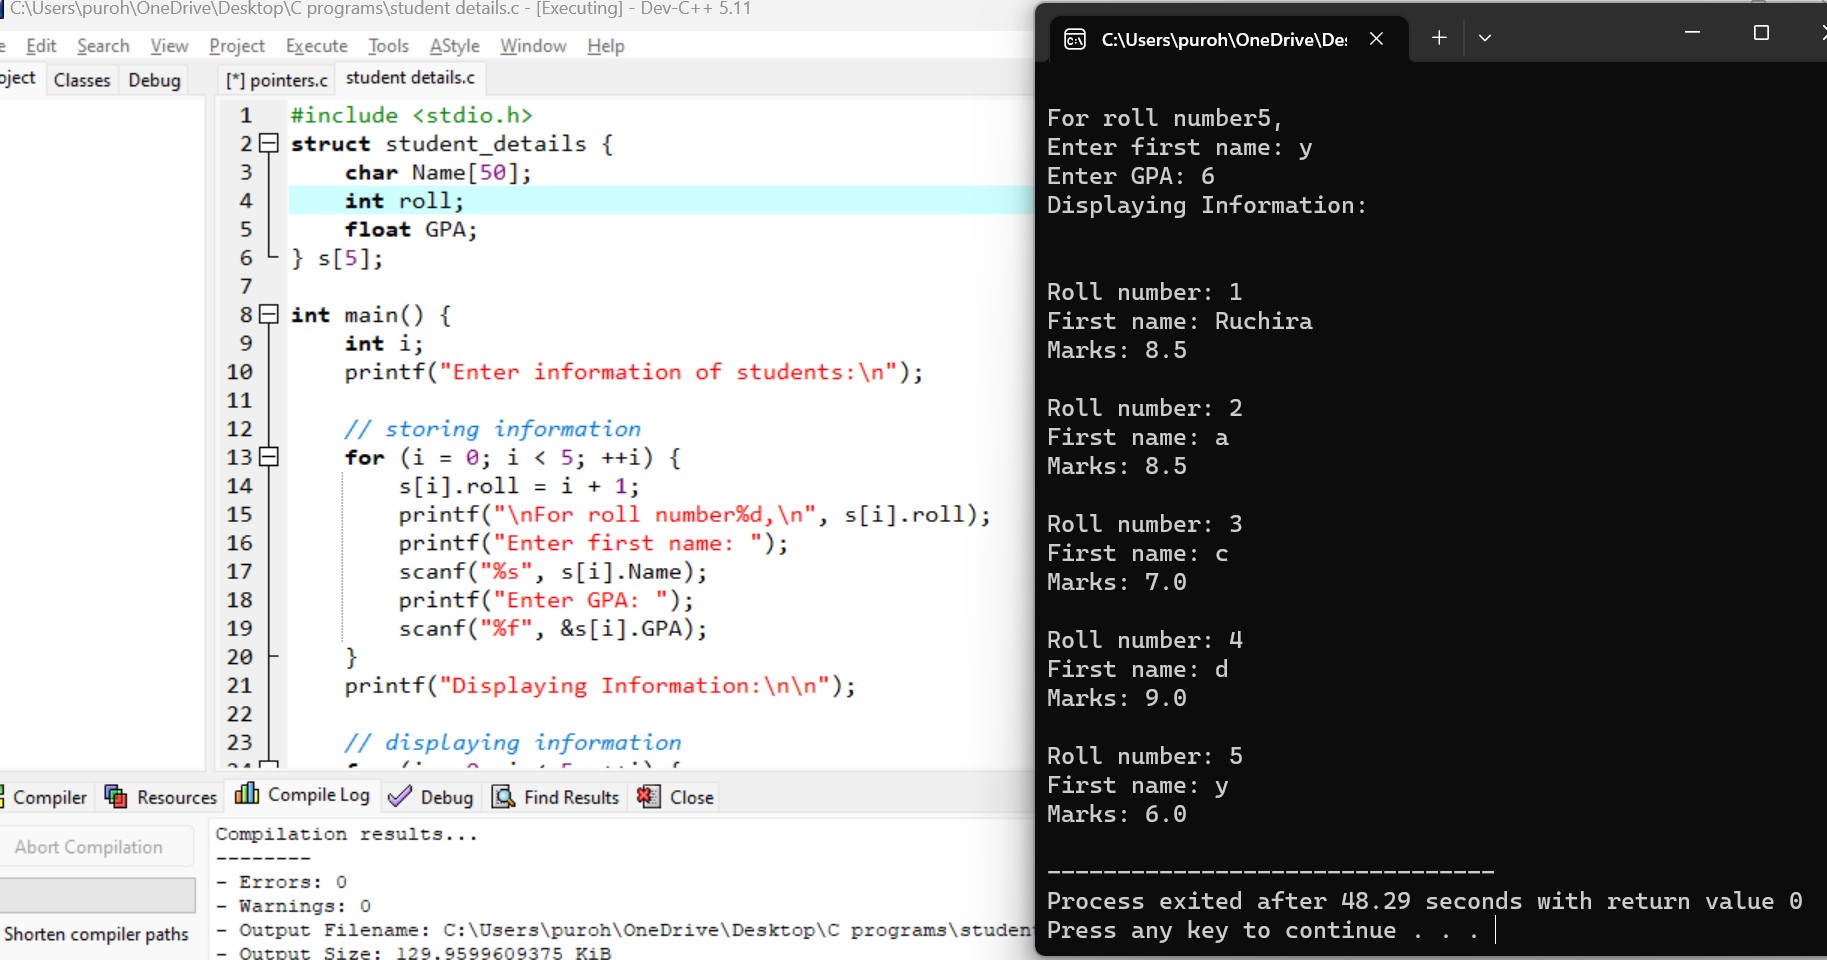 C:\Users\puroh\OneDrive\Desktop\C programs\student details.c - [Executing] - Dev-C++ 5.11
Edit Search View Project Execute Tools AStyle Window Help
oject Classes Debug
[*] pointers.c student details.c
1 #include <stdio.h>
2 struct student_details {
3 char Name[50];
4 int roll;
5 float GPA;
6 } s[5];
7
8 int main() {
9 int i;
10 printf("Enter information of students:\n");
11
12 // storing information
13 for (i = 0; i < 5; ++i) {
14 s[i].roll = i + 1;
15 printf("\nFor roll number%d,\n", s[i].roll);
16 printf("Enter first name: ");
17 scanf("%s", s[i].Name);
18 printf("Enter GPA: ");
19 scanf("%f", &s[i].GPA);
20 }
21 printf("Displaying Information:\n\n");
22
23 // displaying information
Compiler Resources Compile Log Debug Find Results Close
Abort Compilation
Shorten compiler paths
Compilation results...
--------
- Errors: 0
- Warnings: 0
- Output Filename: C:\Users\puroh\OneDrive\Desktop\C programs\studen
- Output Size: 129.9599609375 KiB
C:\Users\puroh\OneDrive\De
For roll number5,
Enter first name: y
Enter GPA: 6
Displaying Information:
Roll number: 1
First name: Ruchira
Marks: 8.5
Roll number: 2
First name: a
Marks: 8.5
Roll number: 3
First name: c
Marks: 7.0
Roll number: 4
First name: d
Marks: 9.0
Roll number: 5
First name: y
Marks: 6.0
--------------------------------
Process exited after 48.29 seconds with return value 0
Press any key to continue . . .